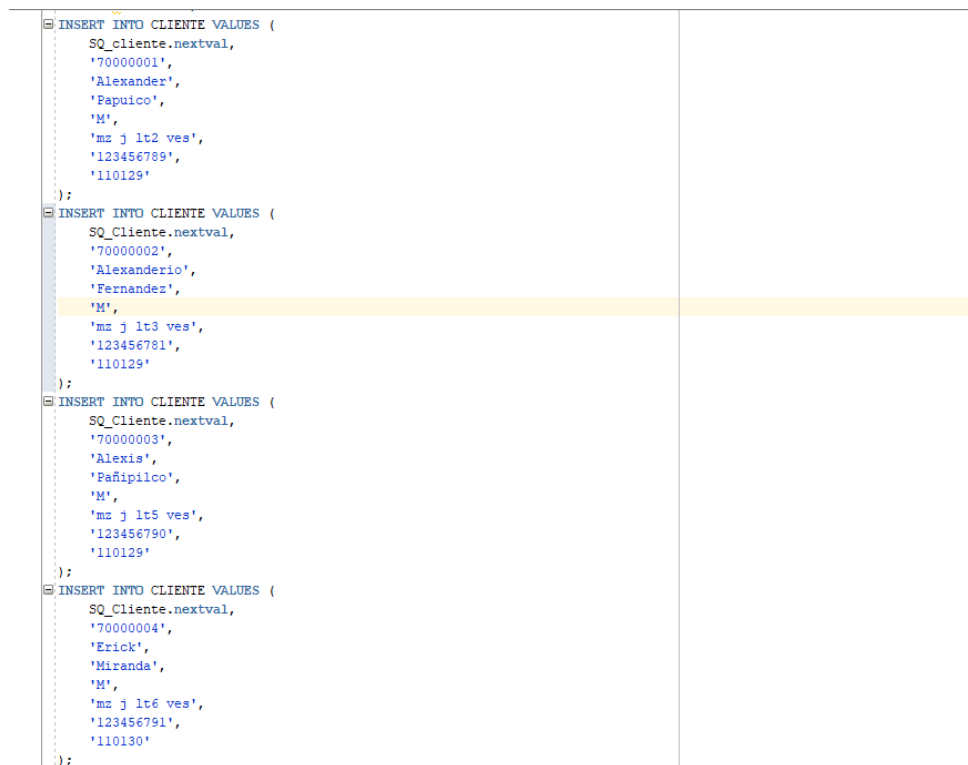 INSERT INTO CLIENTE VALUES (
SQ_cliente.nextval,
'70000001',
'Alexander',
'Papuico',
'M',
'mz j lt2 ves',
'123456789',
'110129'
);
INSERT INTO CLIENTE VALUES (
SQ_Cliente.nextval,
'70000002',
'Alexanderio',
'Fernandez',
'M',
'mz j lt3 ves',
'123456781',
'110129'
);
INSERT INTO CLIENTE VALUES (
SQ_Cliente.nextval,
'70000003',
'Alexis',
'Pañipilco',
'M',
'mz j lt5 ves',
'123456790',
'110129'
);
INSERT INTO CLIENTE VALUES (
SQ_Cliente.nextval,
'70000004',
'Erick',
'Miranda',
'M',
'mz j lt6 ves',
'123456791',
'110130'
);